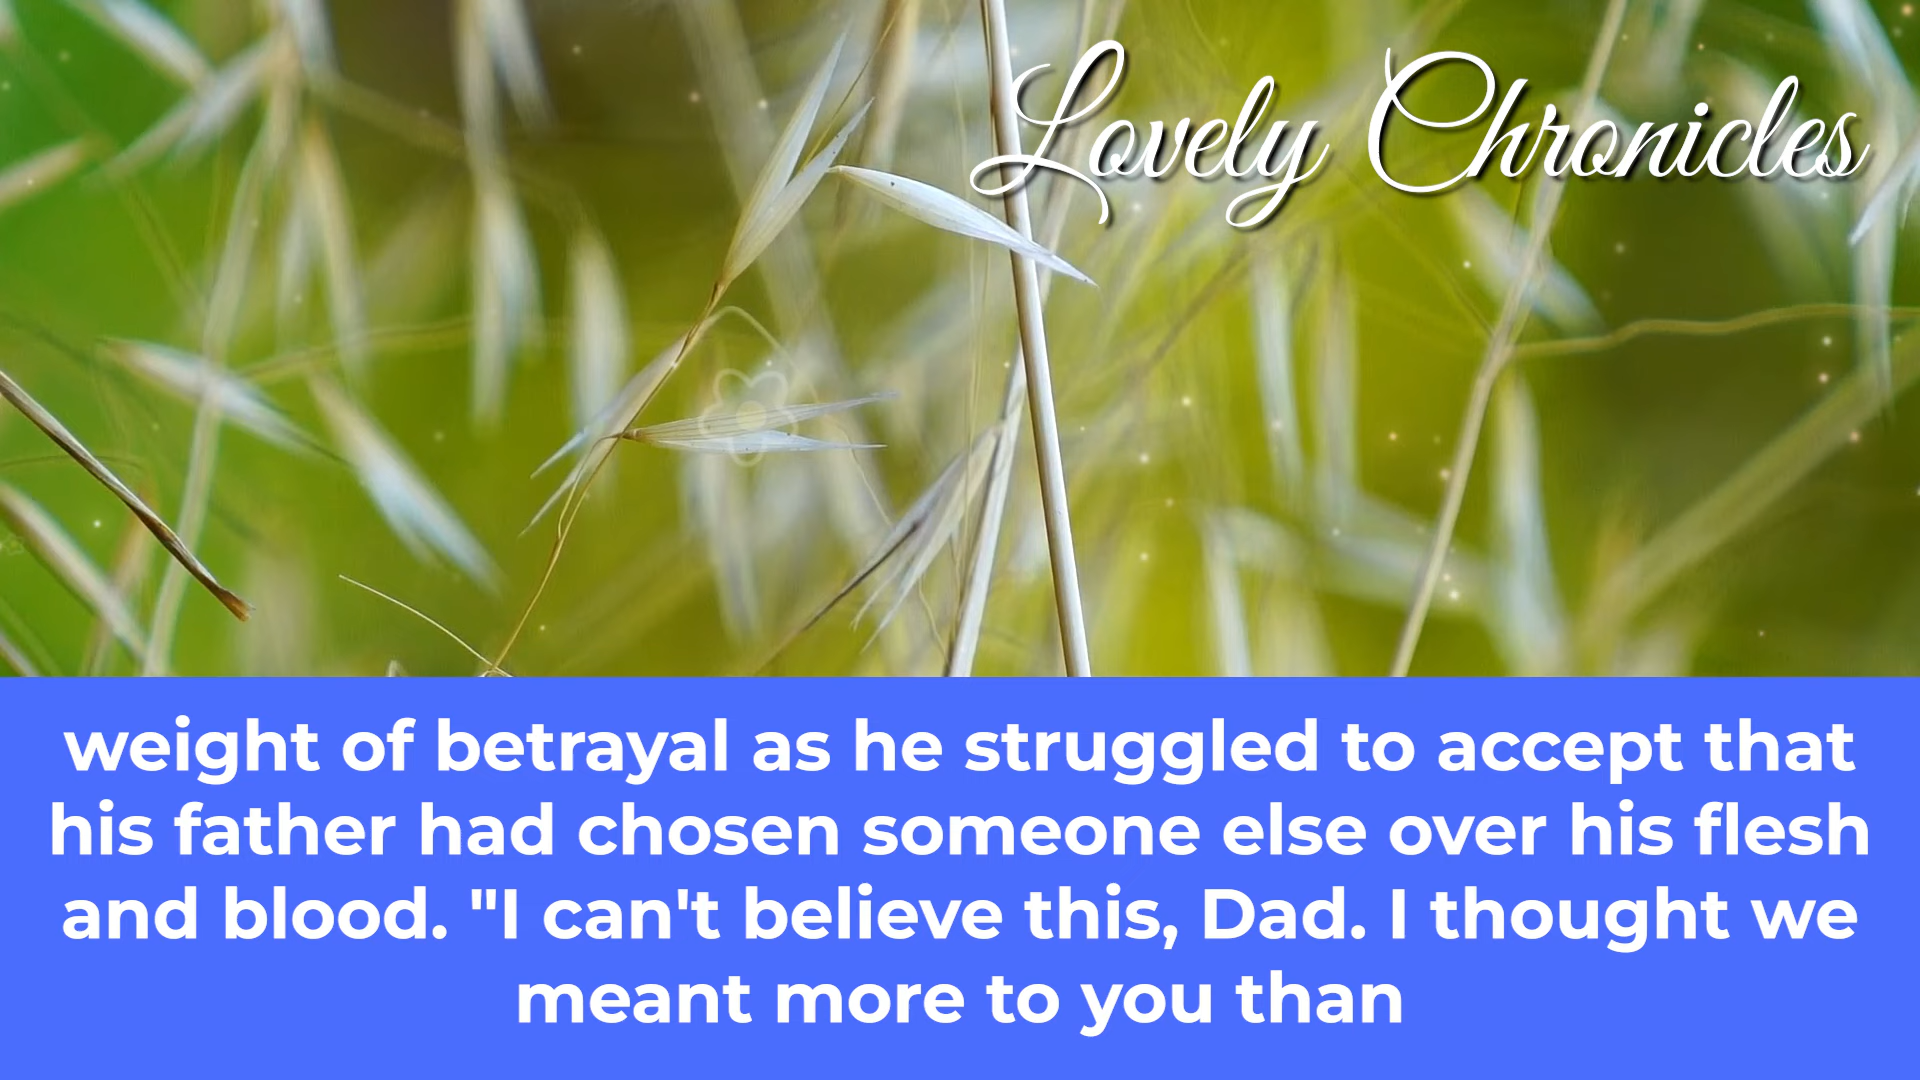 Lovely Chronicles
weight of betrayal as he struggled to accept that
his father had chosen someone else over his flesh
and blood. "I can't believe this, Dad. I thought we
meant more to you than